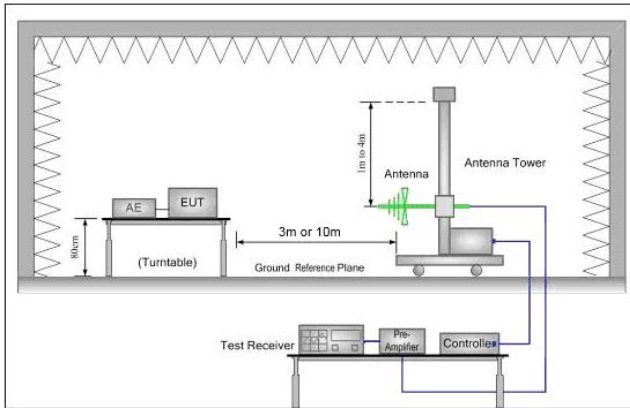 1m to 4m
Antenna
Antenna Tower
AE
EUT
80cm
(Turntable)
3m or 10m
Ground Reference Plane
Test Receiver
Pre-
Amplifier
Controller